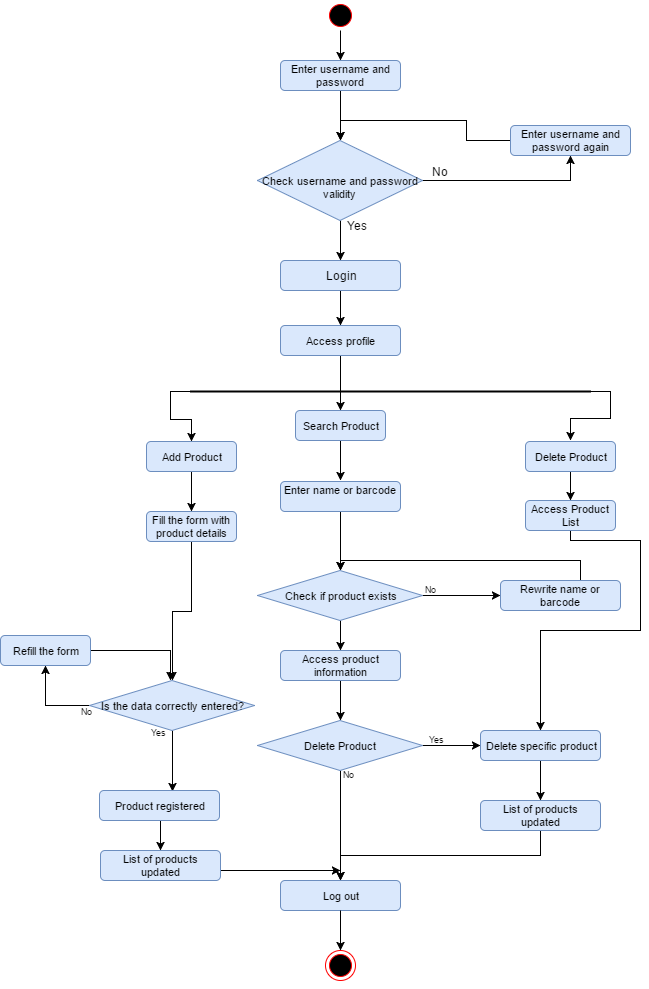 Enter username and
password
Enter username and
password again
Check username and password
validity
No
Yes
Login
Access profile
Search Product
Add Product
Delete Product
Enter name or barcode
Access Product
List
Fill the form with
product details
Check if product exists
No
Rewrite name or
barcode
Refill the form
Access product
information
Is the data correctly entered?
No
Yes
Delete Product
Yes
No
Delete specific product
Product registered
List of products
updated
List of products
updated
Log out